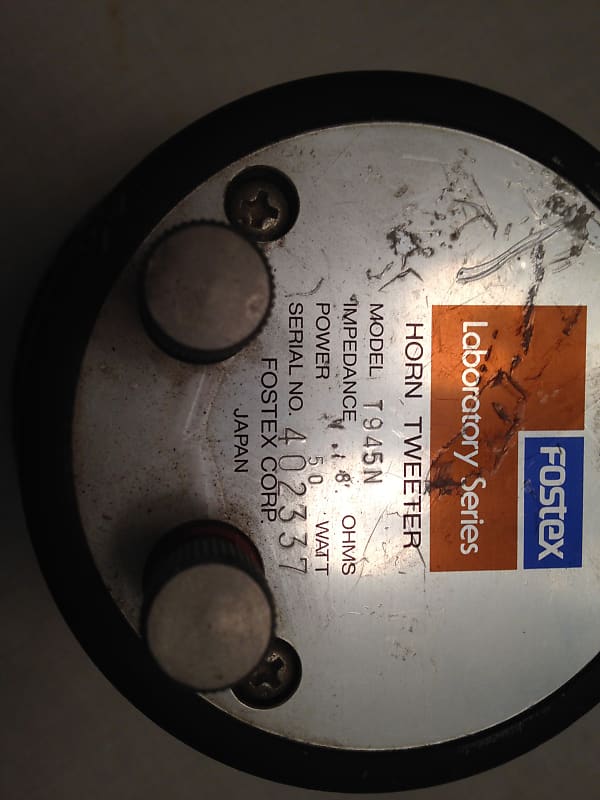 FOSTEX
Laboratory Series
HORN TWEETER
MODEL T945N
IMPEDANCE 8 OHMS
POWER 50 WATT
SERIAL NO. 402337
FOSTEX CORP.
JAPAN